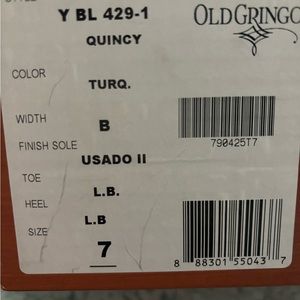 STYLE Y BL 429-1 OLD GRINGO
QUINCY
COLOR TURQ.
WIDTH B
FINISH SOLE USADO II
790425T7
TOE L.B.
HEEL L.B
SIZE 7
8 88301 55043 7